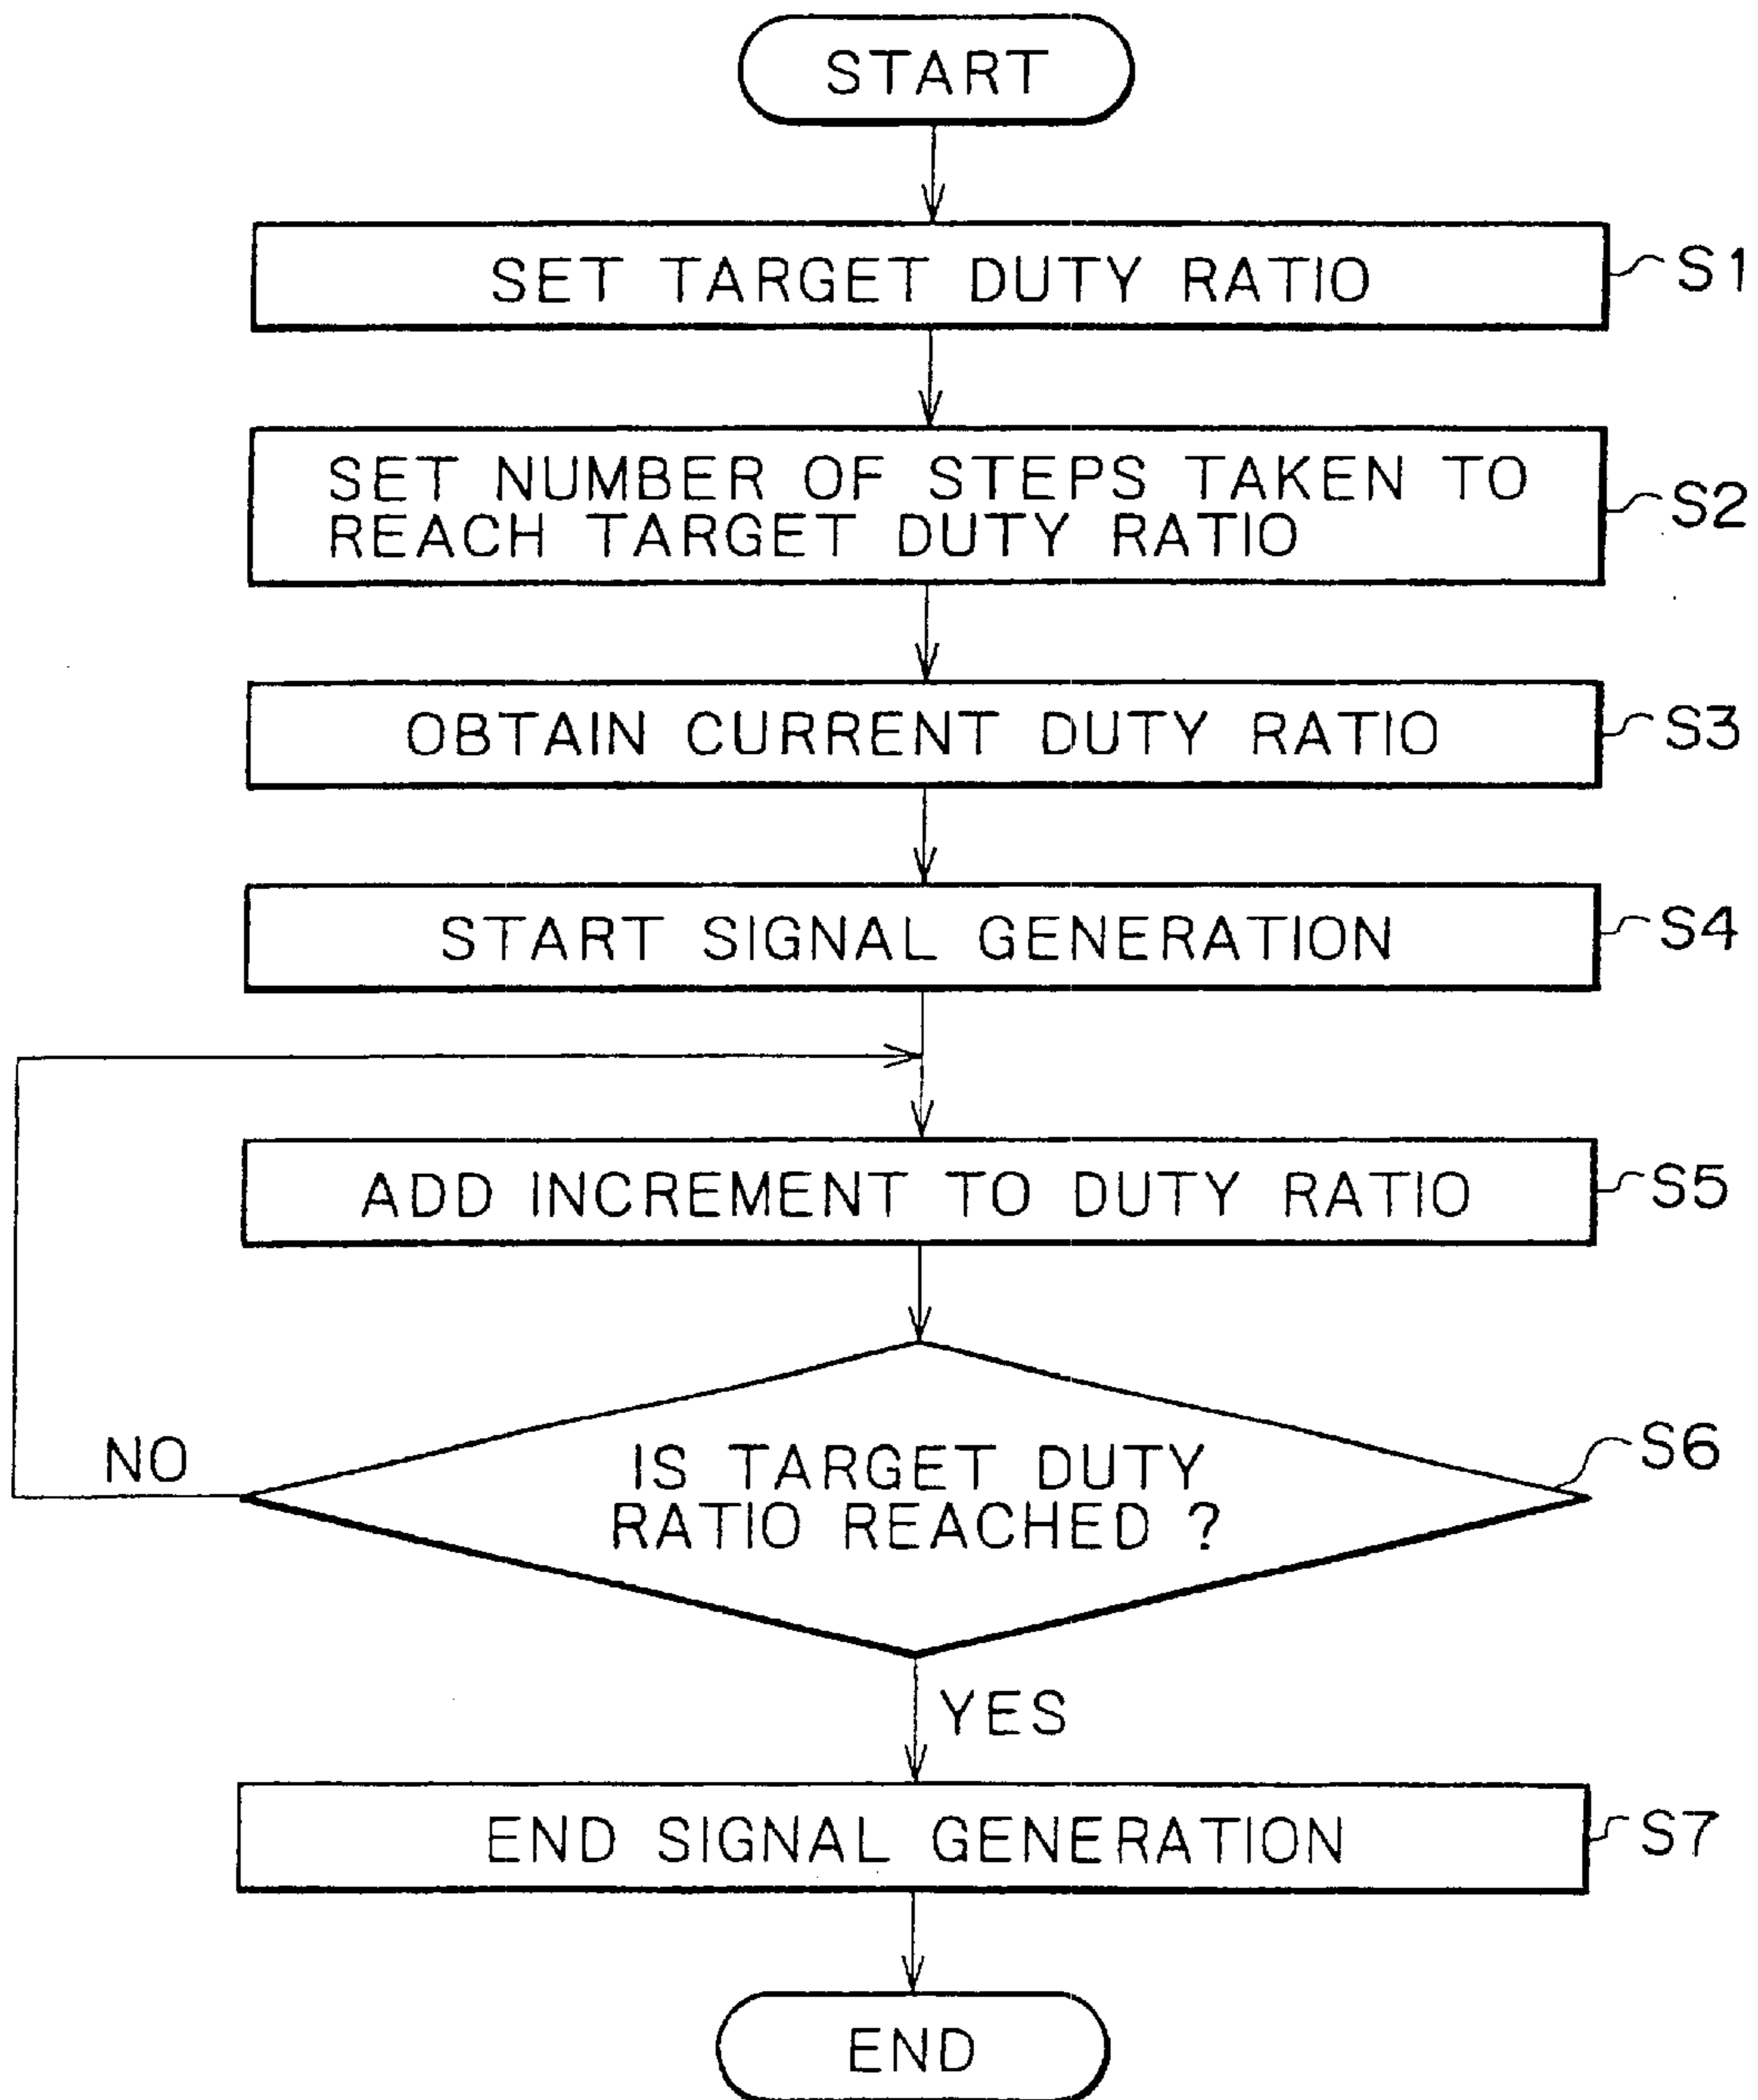 START
SET TARGET DUTY RATIO
S1
SET NUMBER OF STEPS TAKEN TO
REACH TARGET DUTY RATIO
S2
OBTAIN CURRENT DUTY RATIO
S3
START SIGNAL GENERATION
S4
ADD INCREMENT TO DUTY RATIO
S5
IS TARGET DUTY
RATIO REACHED ?
S6
NO
YES
END SIGNAL GENERATION
S7
END